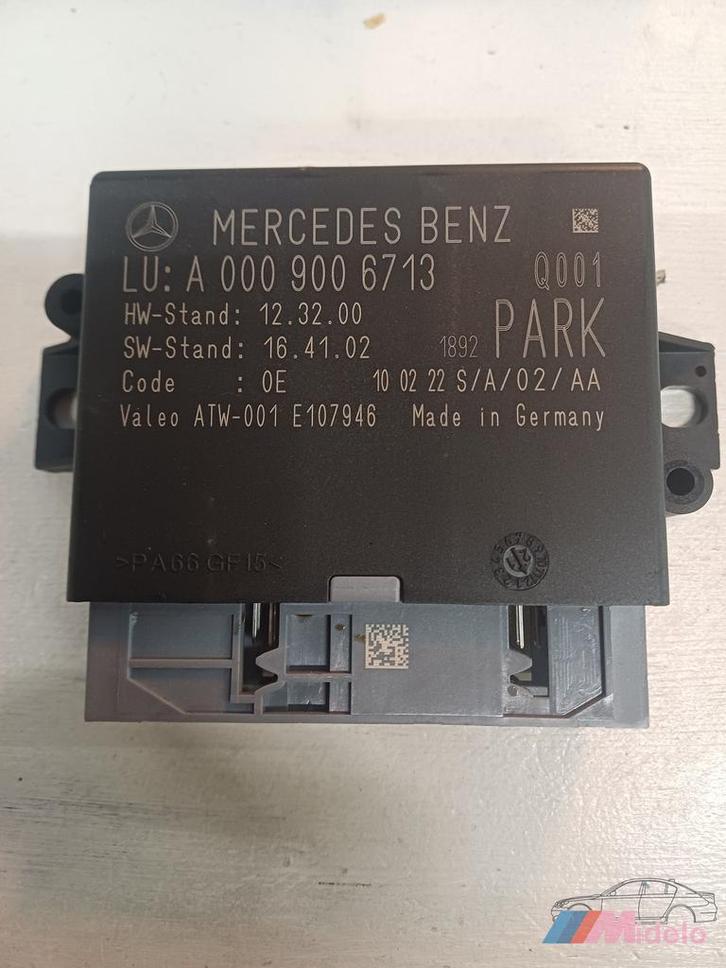 MERCEDES BENZ
LU: A 000 900 6713 Q001
HW-Stand: 12.32.00
SW-Stand: 16.41.02 1892 PARK
Code : 0E 10 02 22 S/A/02/AA
Valeo ATW-001 E107946 Made in Germany
>PA66 GF15<
Midelo